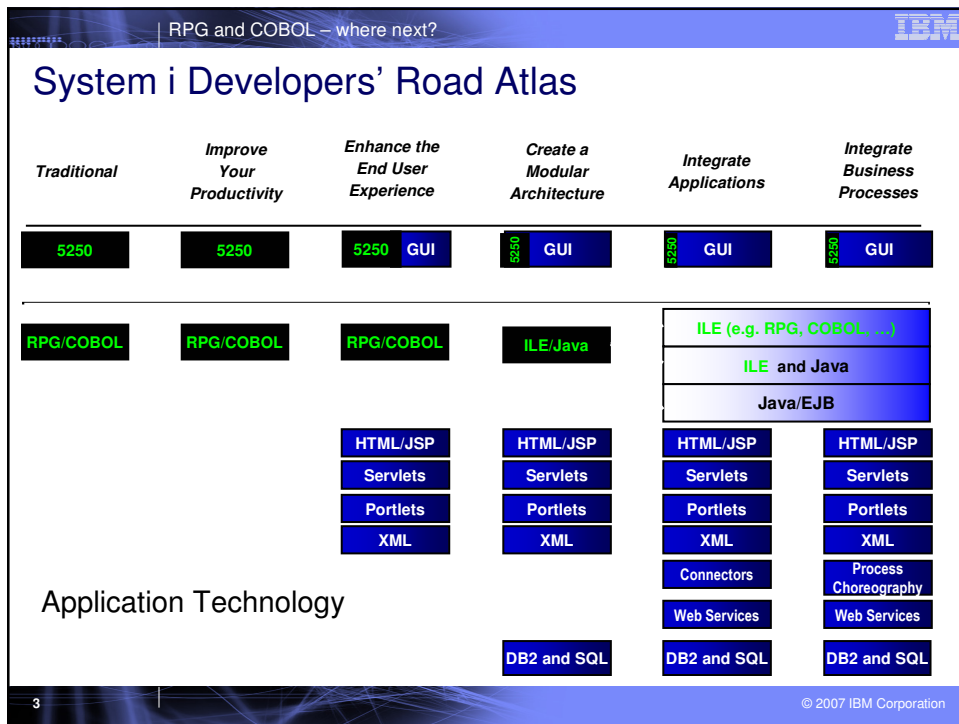 RPG and COBOL – where next?
IBM
System i Developers' Road Atlas
Traditional
Improve
Your
Productivity
Enhance the
End User
Experience
Create a
Modular
Architecture
Integrate
Applications
Integrate
Business
Processes
5250
5250
5250 GUI
5250 GUI
5250 GUI
5250 GUI
RPG/COBOL
RPG/COBOL
RPG/COBOL
ILE/Java
ILE (e.g. RPG, COBOL, …)
ILE and Java
Java/EJB
HTML/JSP
HTML/JSP
HTML/JSP
HTML/JSP
Servlets
Servlets
Servlets
Servlets
Portlets
Portlets
Portlets
Portlets
XML
XML
XML
XML
Connectors
Process
Choreography
Application Technology
Web Services
Web Services
DB2 and SQL
DB2 and SQL
DB2 and SQL
3
© 2007 IBM Corporation